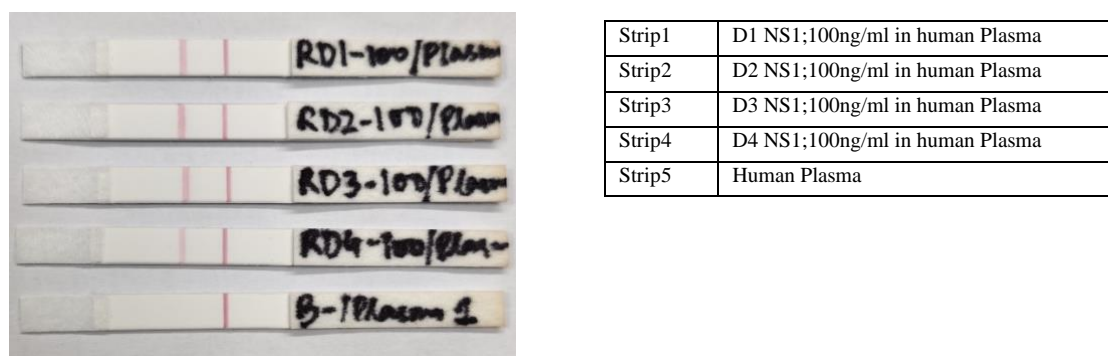 RD1-100/Plasm
RD2-100/Plasm
RD3-100/Plasm
RD4-100/Plas-
B-1Plasma 1
Strip1 D1 NS1;100ng/ml in human Plasma
Strip2 D2 NS1;100ng/ml in human Plasma
Strip3 D3 NS1;100ng/ml in human Plasma
Strip4 D4 NS1;100ng/ml in human Plasma
Strip5 Human Plasma